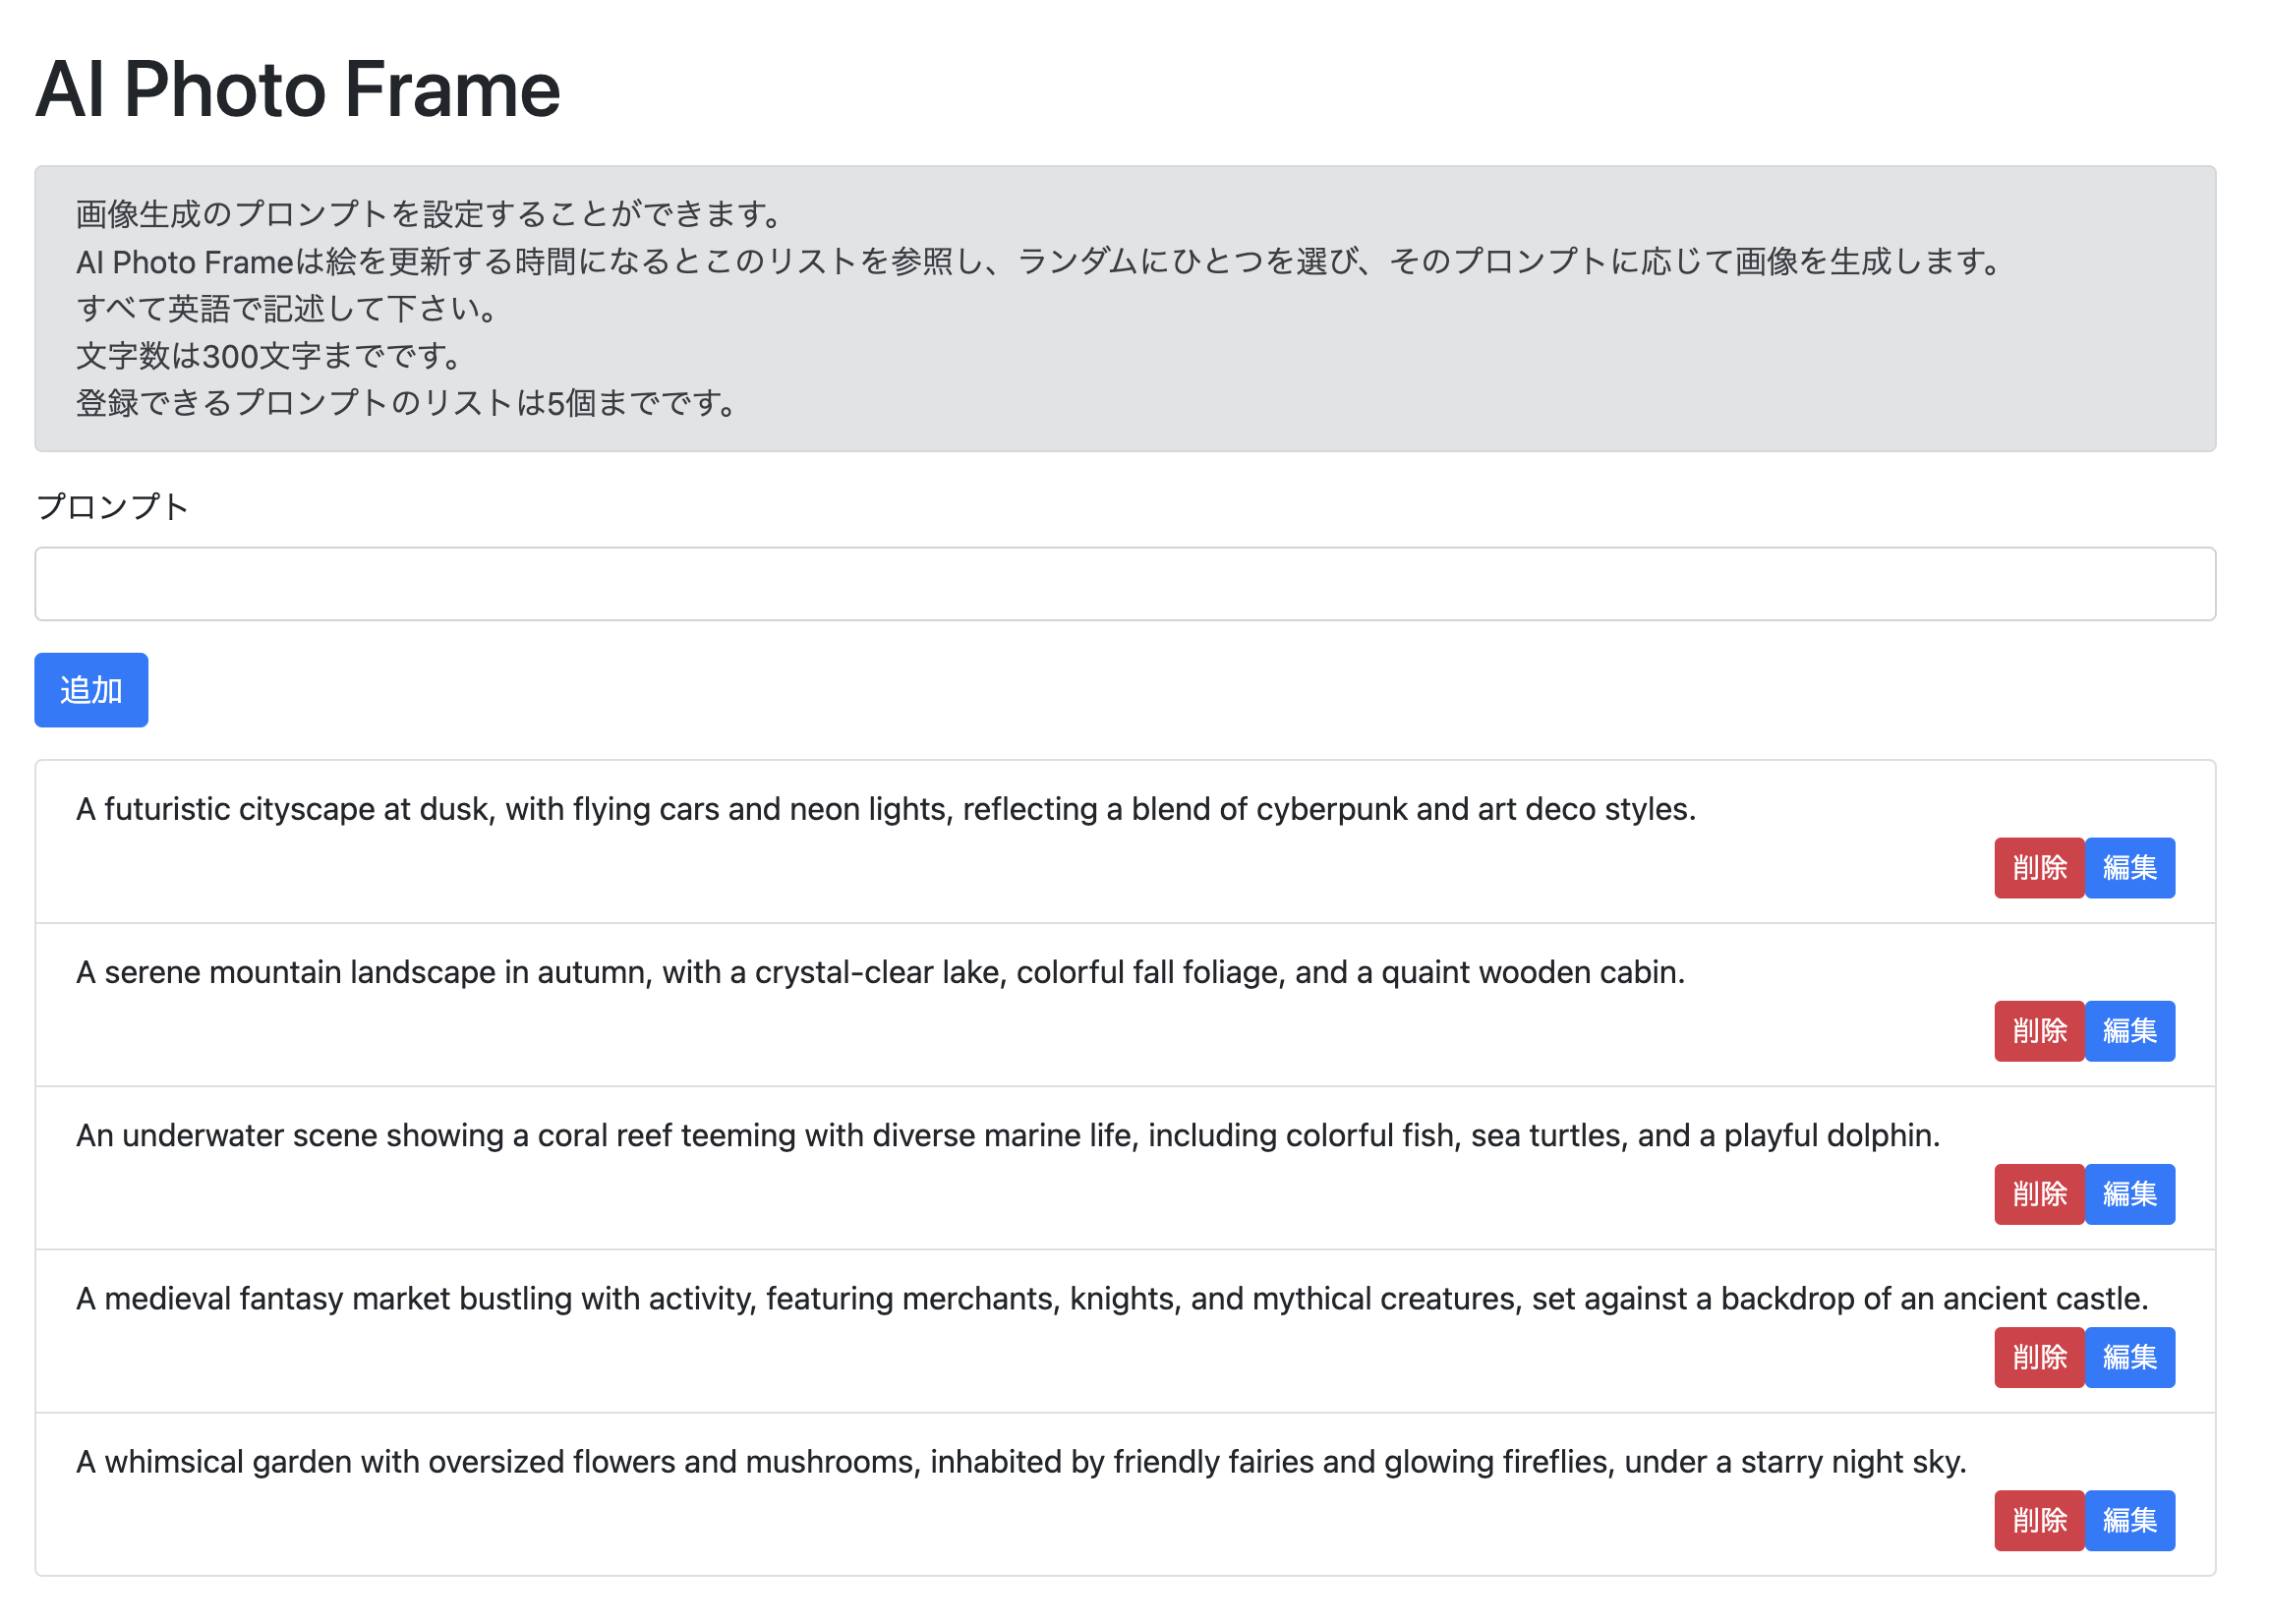 AI Photo Frame
画像生成のプロンプトを設定することができます。
AI Photo Frameは絵を更新する時間になるとこのリストを参照し、ランダムにひとつを選び、そのプロンプトに応じて画像を生成します。
すべて英語で記述して下さい。
文字数は300文字までです。
登録できるプロンプトのリストは5個までです。
プロンプト
追加
A futuristic cityscape at dusk, with flying cars and neon lights, reflecting a blend of cyberpunk and art deco styles.
削除 編集
A serene mountain landscape in autumn, with a crystal-clear lake, colorful fall foliage, and a quaint wooden cabin.
削除 編集
An underwater scene showing a coral reef teeming with diverse marine life, including colorful fish, sea turtles, and a playful dolphin.
削除 編集
A medieval fantasy market bustling with activity, featuring merchants, knights, and mythical creatures, set against a backdrop of an ancient castle.
削除 編集
A whimsical garden with oversized flowers and mushrooms, inhabited by friendly fairies and glowing fireflies, under a starry night sky.
削除 編集